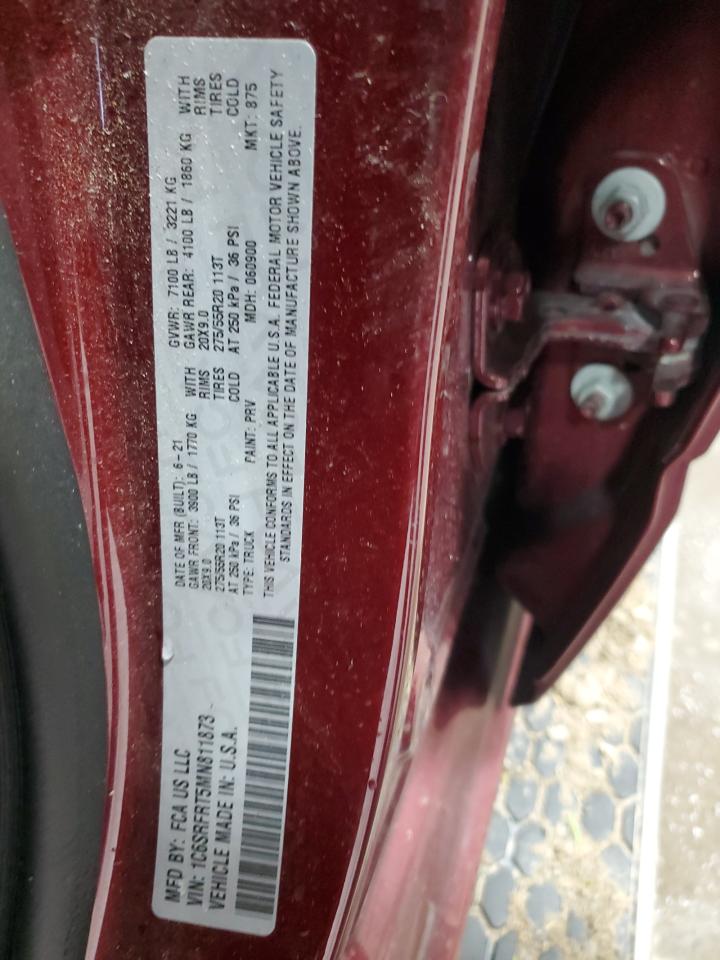 MFD BY: FCA US LLC
DATE OF MFR (BUILT): 6-21
GVWR: 7100 LB / 3221 KG
VIN: 1C6SRFRT5MN811873
GAWR FRONT: 3900 LB / 1770 KG WITH
GAWR REAR: 4100 LB / 1860 KG WITH
20X9.0 RIMS
20X9.0 RIMS
VEHICLE MADE IN: U.S.A.
275/55R20 113T TIRES
275/55R20 113T TIRES
AT 250 kPa / 36 PSI COLD
AT 250 kPa / 36 PSI COLD
TYPE: TRUCK PAINT: PRV MDH: 060900 MKT: 875
THIS VEHICLE CONFORMS TO ALL APPLICABLE U.S.A. FEDERAL MOTOR VEHICLE SAFETY
STANDARDS IN EFFECT ON THE DATE OF MANUFACTURE SHOWN ABOVE.